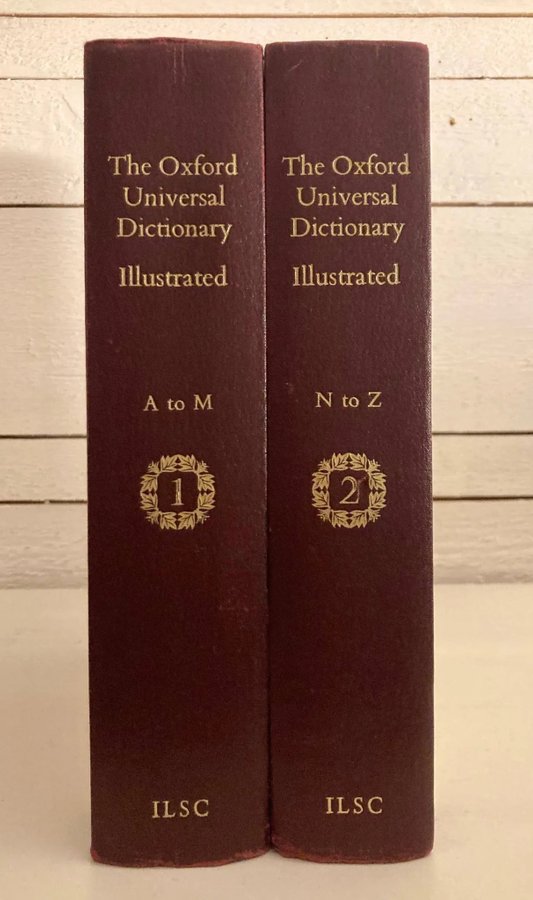 The Oxford
Universal
Dictionary
Illustrated
A to M
1
ILSC
The Oxford
Universal
Dictionary
Illustrated
N to Z
2
ILSC